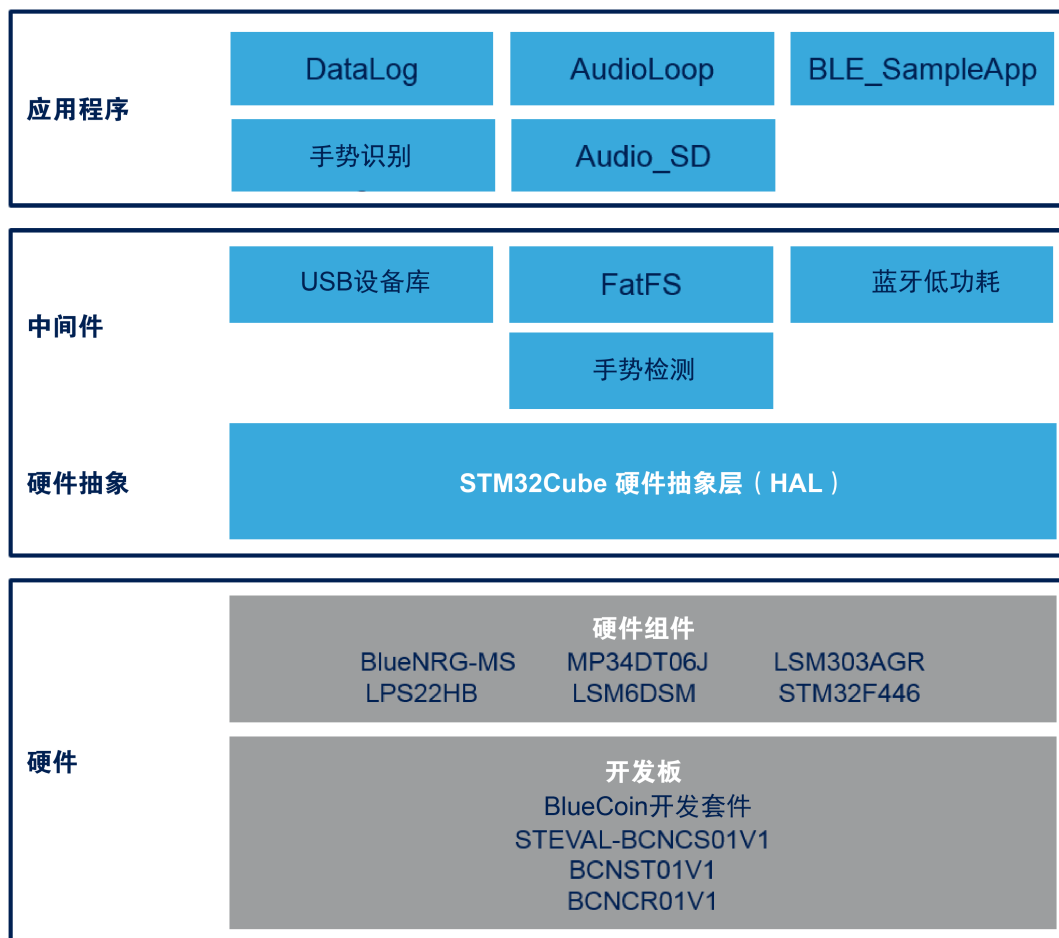 应用程序
DataLog
AudioLoop
BLE_SampleApp
手势识别
Audio_SD
中间件
USB设备库
FatFS
蓝牙低功耗
手势检测
硬件抽象
STM32Cube 硬件抽象层（HAL）
硬件
硬件组件
BlueNRG-MS MP34DT06J LSM303AGR
LPS22HB LSM6DSM STM32F446
开发板
BlueCoin开发套件
STEVAL-BCNCS01V1
BCNST01V1
BCNCR01V1